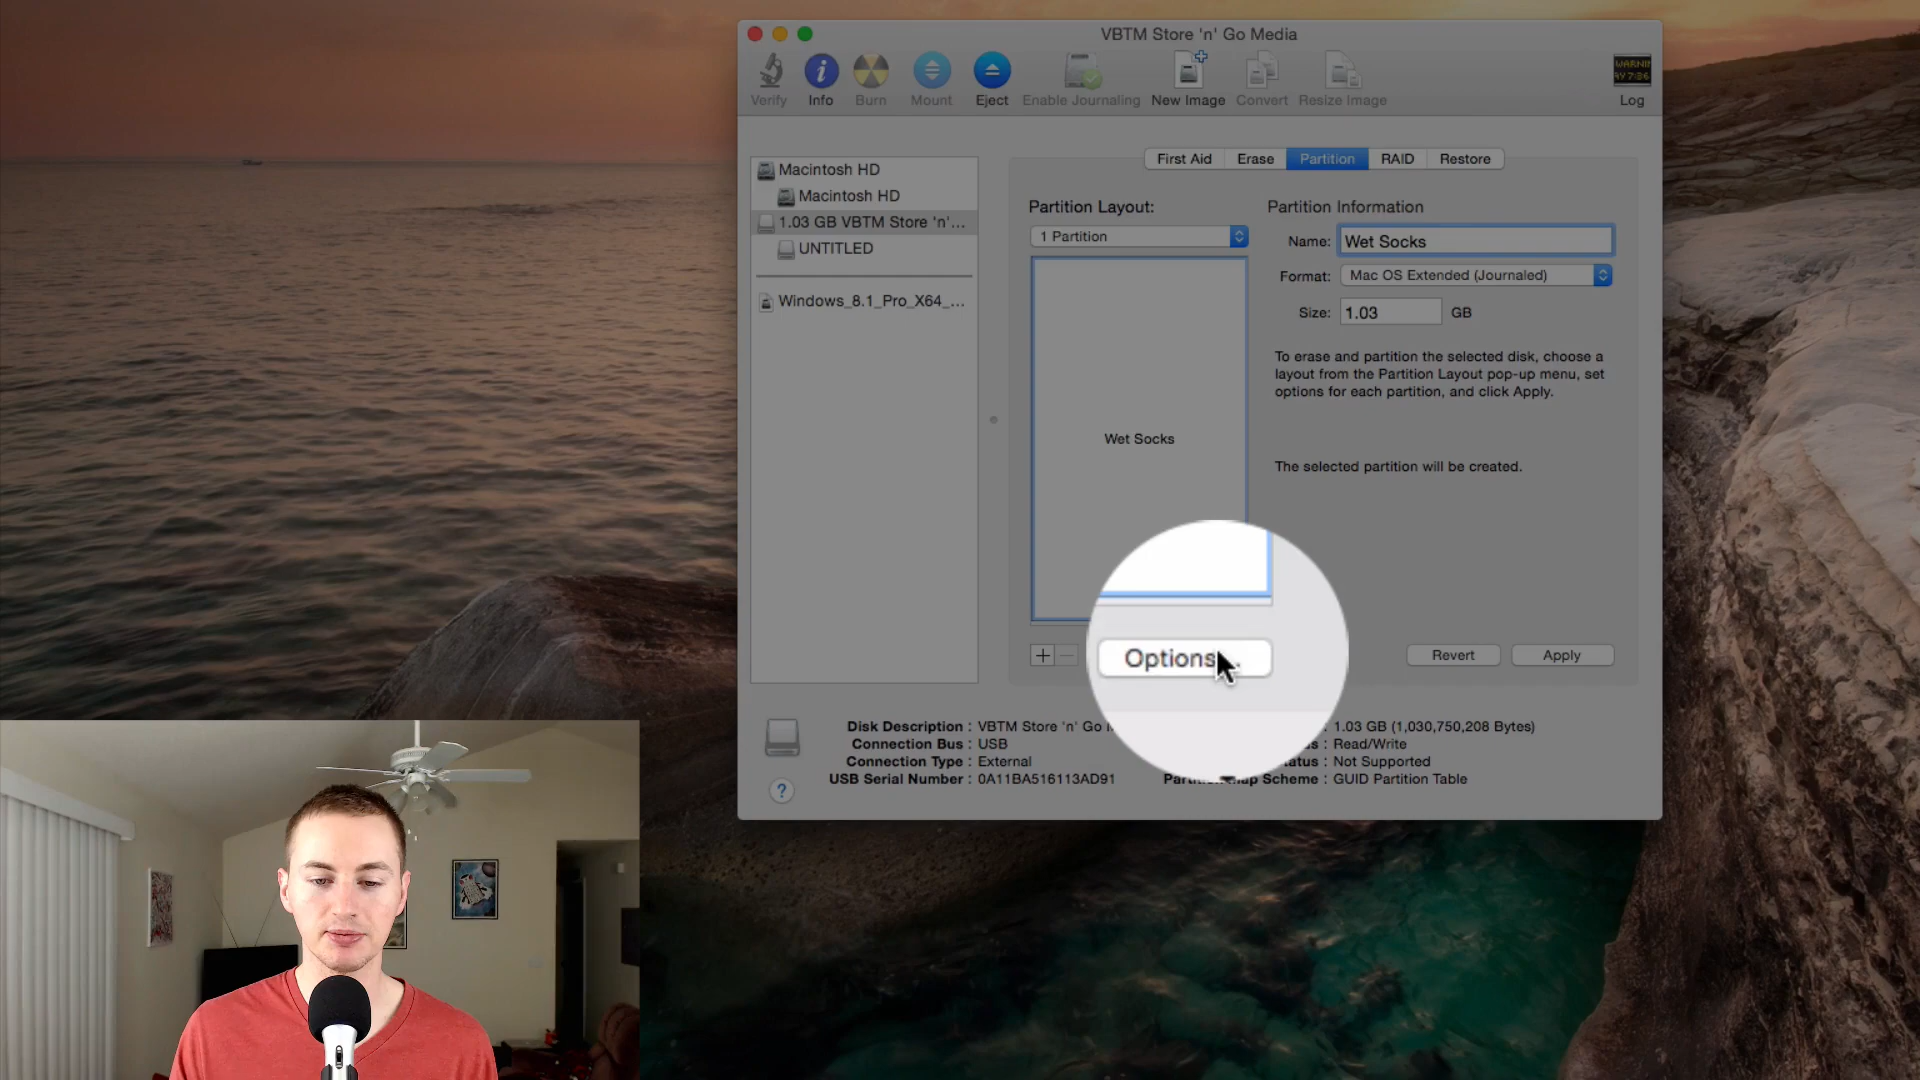 VBTM Store 'n' Go Media
Verify
Info
Burn
Mount
Eject
Enable Journaling
New Image
Convert
Resize Image
WARNIN
AY 7:36
Log
Macintosh HD
Macintosh HD
1.03 GB VBTM Store 'n'...
UNTITLED
Windows_8.1_Pro_X64_...
First Aid
Erase
Partition
RAID
Restore
Partition Layout:
1 Partition
Wet Socks
Partition Information
Name: Wet Socks
Format: Mac OS Extended (Journaled)
Size: 1.03 GB
To erase and partition the selected disk, choose a
layout from the Partition Layout pop-up menu, set
options for each partition, and click Apply.
The selected partition will be created.
+ −
Options
Revert
Apply
Disk Description : VBTM Store 'n' Go
Connection Bus : USB
Connection Type : External
USB Serial Number : 0A11BA516113AD91
: 1.03 GB (1,030,750,208 Bytes)
: Read/Write
: Not Supported
Scheme : GUID Partition Table
?